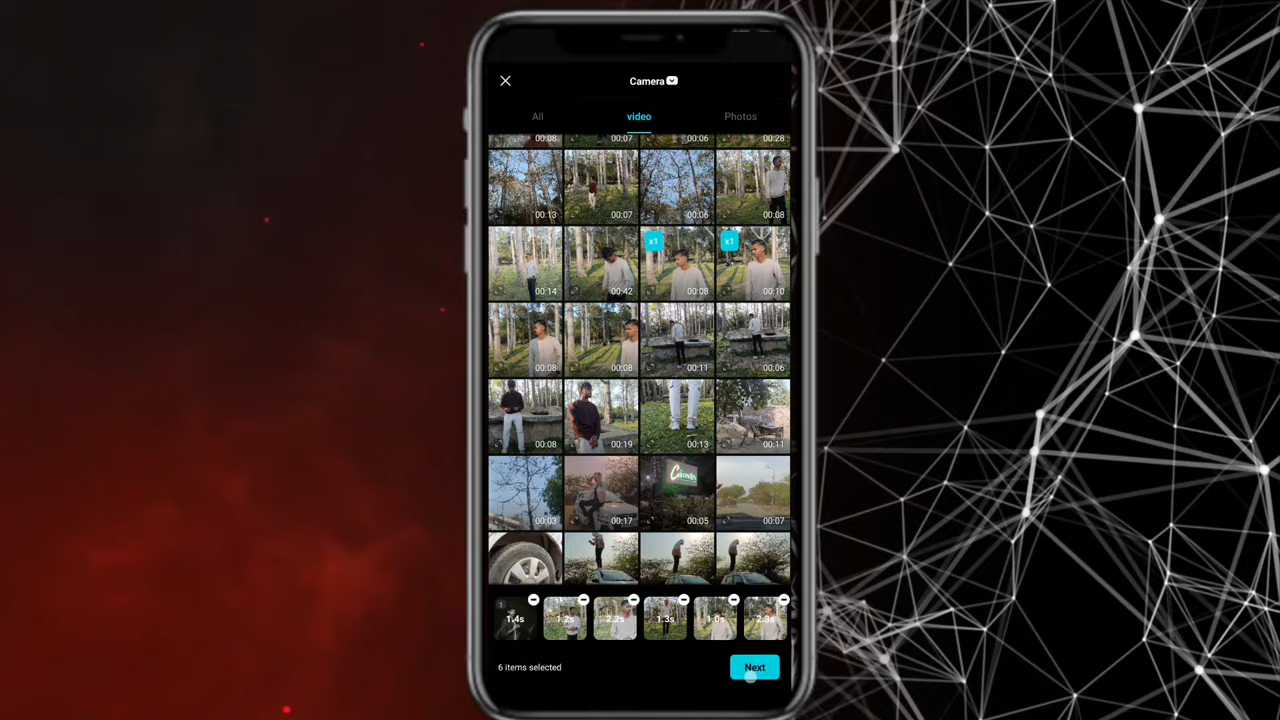 Camera
All video Photos
00:08 00:07 00:06 00:28
00:13 00:07 00:06 00:08
x1 x1
00:14 00:42 00:08 00:10
00:08 00:08 00:11 00:06
00:08 00:19 00:13 00:11
00:03 00:17 00:05 00:07
1
1.4s 1.2s 2.2s 1.3s 1.0s 2.3s
6 items selected Next